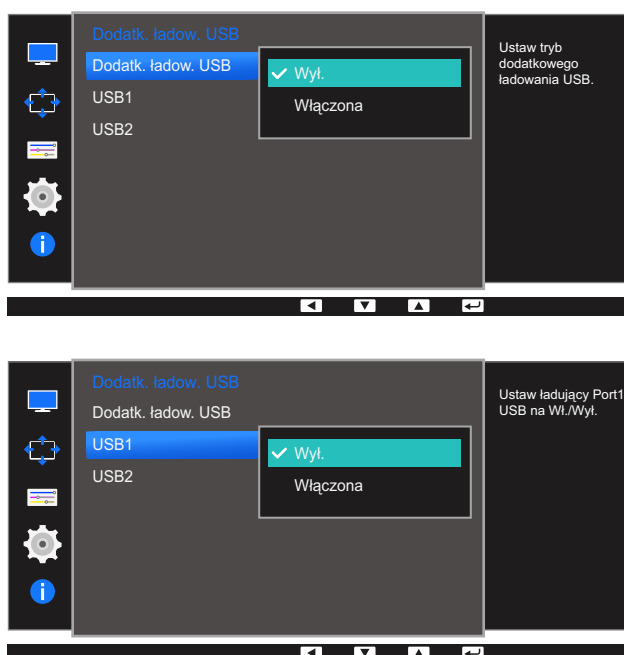 Dodatk. ładow. USB
Dodatk. ładow. USB
USB1
USB2
Wył.
Włączona
Ustaw tryb
dodatkowego
ładowania USB.
Dodatk. ładow. USB
Dodatk. ładow. USB
USB1
USB2
Wył.
Włączona
Ustaw ładujący Port1
USB na Wł./Wył.